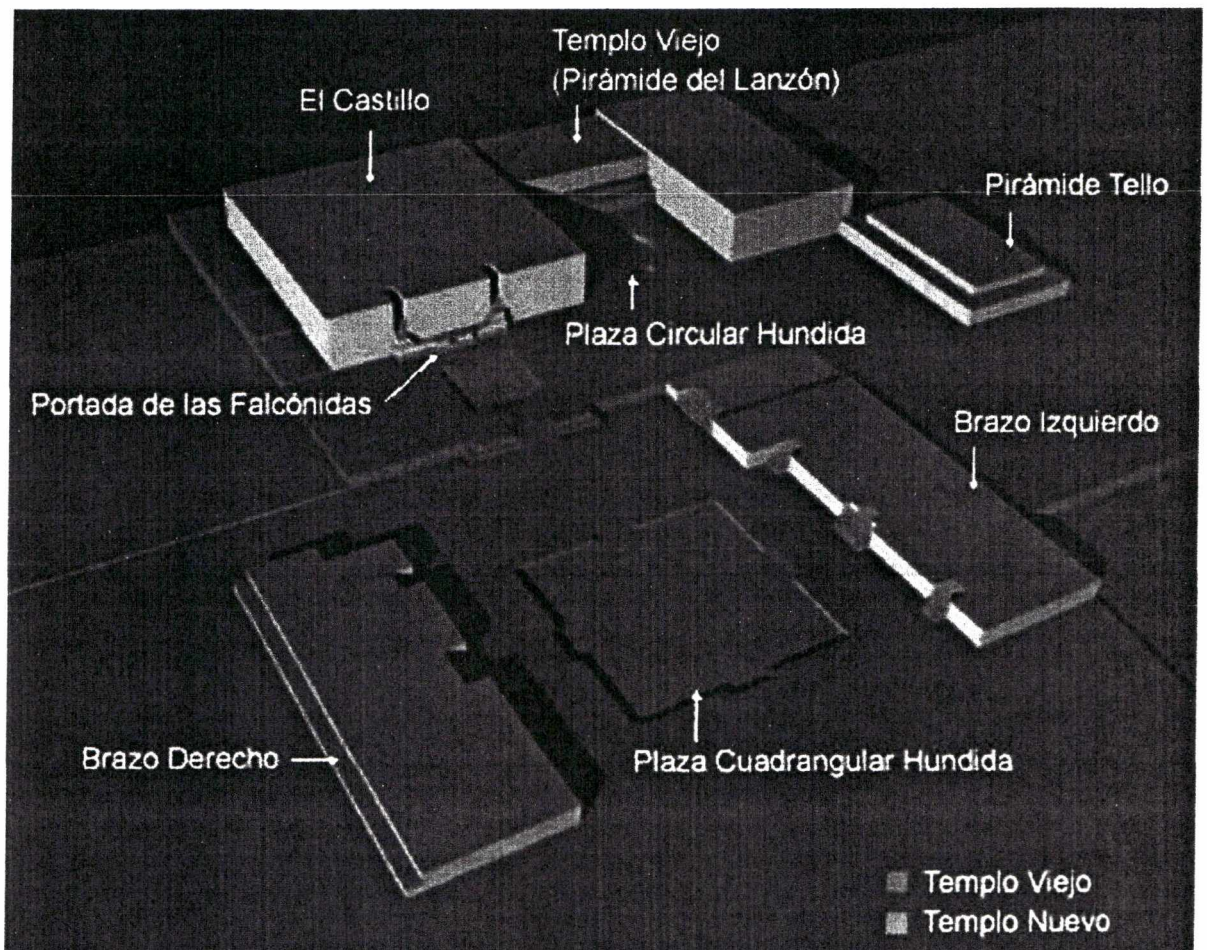 Templo Viejo
(Pirámide del Lanzón)
El Castillo
Pirámide Tello
Plaza Circular Hundida
Portada de las Falcónidas
Brazo Izquierdo
Brazo Derecho
Plaza Cuadrangular Hundida
Templo Viejo
Templo Nuevo